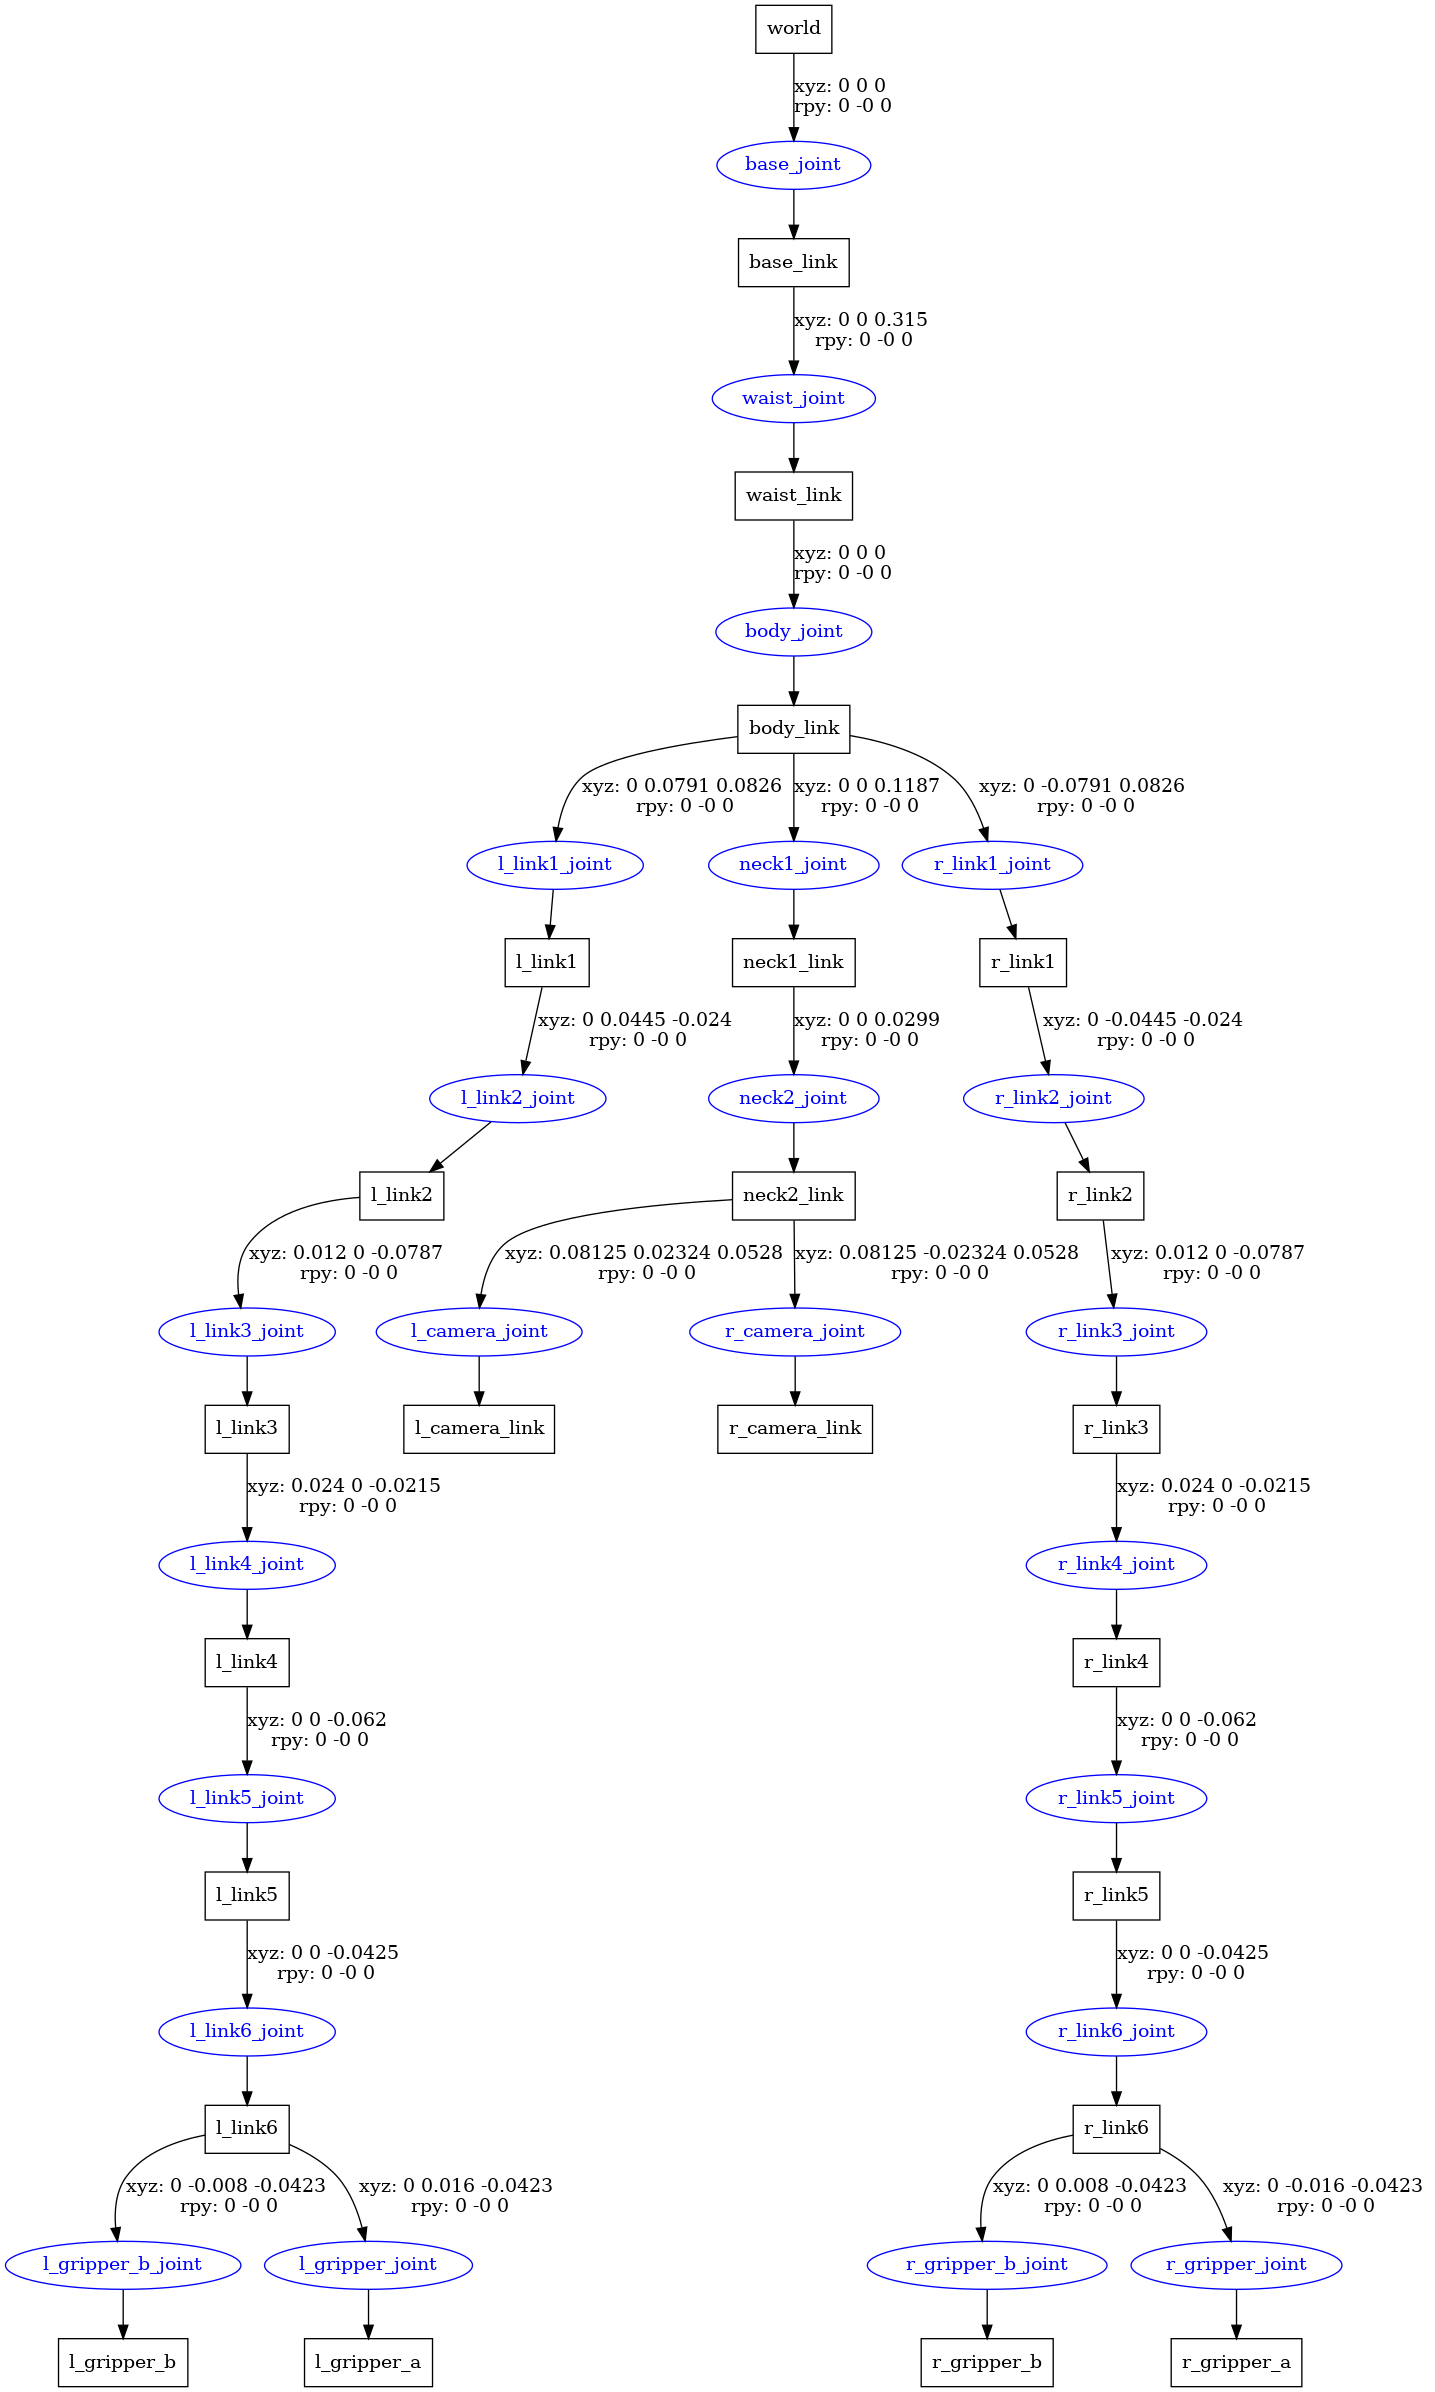 world
xyz: 0 0 0
rpy: 0 -0 0
base_joint
base_link
xyz: 0 0 0.315
rpy: 0 -0 0
waist_joint
waist_link
xyz: 0 0 0
rpy: 0 -0 0
body_joint
body_link
xyz: 0 0.0791 0.0826
rpy: 0 -0 0
xyz: 0 0 0.1187
rpy: 0 -0 0
xyz: 0 -0.0791 0.0826
rpy: 0 -0 0
l_link1_joint
neck1_joint
r_link1_joint
l_link1
neck1_link
r_link1
xyz: 0 0.0445 -0.024
rpy: 0 -0 0
xyz: 0 0 0.0299
rpy: 0 -0 0
xyz: 0 -0.0445 -0.024
rpy: 0 -0 0
l_link2_joint
neck2_joint
r_link2_joint
l_link2
neck2_link
r_link2
xyz: 0.012 0 -0.0787
rpy: 0 -0 0
xyz: 0.08125 0.02324 0.0528
rpy: 0 -0 0
xyz: 0.08125 -0.02324 0.0528
rpy: 0 -0 0
xyz: 0.012 0 -0.0787
rpy: 0 -0 0
l_link3_joint
l_camera_joint
r_camera_joint
r_link3_joint
l_link3
l_camera_link
r_camera_link
r_link3
xyz: 0.024 0 -0.0215
rpy: 0 -0 0
xyz: 0.024 0 -0.0215
rpy: 0 -0 0
l_link4_joint
r_link4_joint
l_link4
r_link4
xyz: 0 0 -0.062
rpy: 0 -0 0
xyz: 0 0 -0.062
rpy: 0 -0 0
l_link5_joint
r_link5_joint
l_link5
r_link5
xyz: 0 0 -0.0425
rpy: 0 -0 0
xyz: 0 0 -0.0425
rpy: 0 -0 0
l_link6_joint
r_link6_joint
l_link6
r_link6
xyz: 0 -0.008 -0.0423
rpy: 0 -0 0
xyz: 0 0.016 -0.0423
rpy: 0 -0 0
xyz: 0 0.008 -0.0423
rpy: 0 -0 0
xyz: 0 -0.016 -0.0423
rpy: 0 -0 0
l_gripper_b_joint
l_gripper_joint
r_gripper_b_joint
r_gripper_joint
l_gripper_b
l_gripper_a
r_gripper_b
r_gripper_a